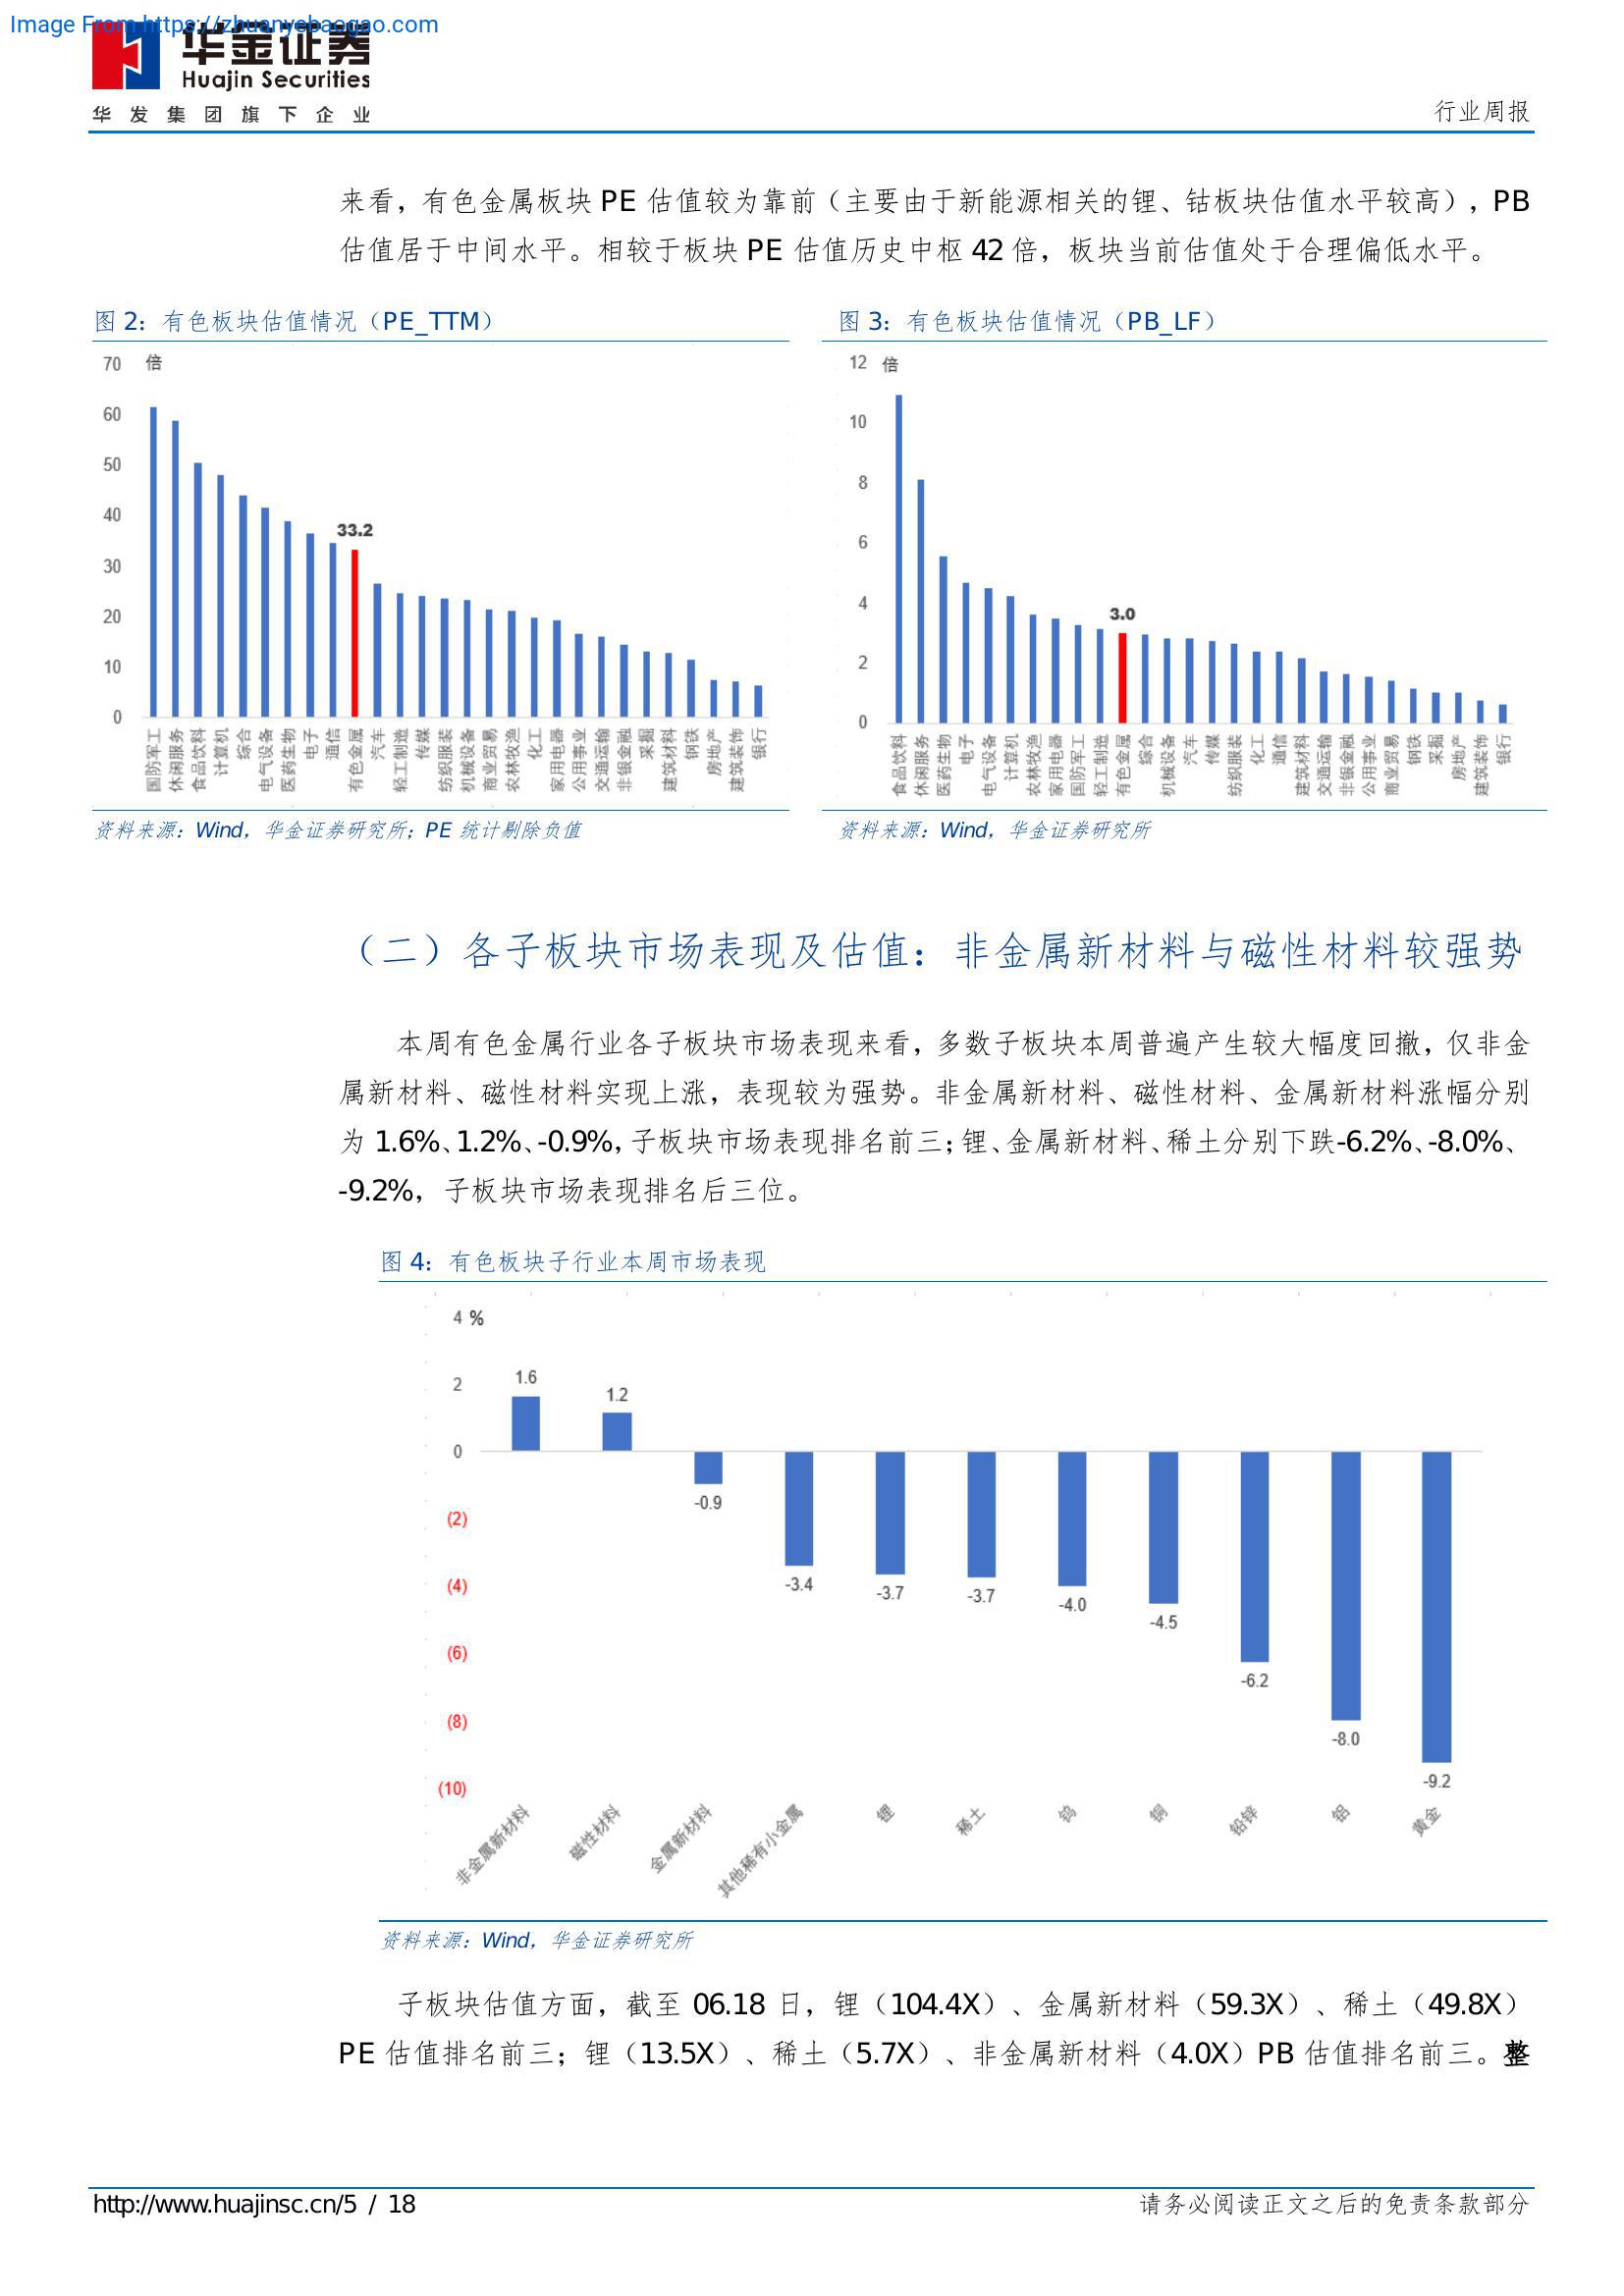 Image From https://zhuanyebaogao.com
华金证券
Huajin Securities
华发集团旗下企业
行业周报
来看，有色金属板块 PE 估值较为靠前（主要由于新能源相关的锂、钴板块估值水平较高），PB
估值居于中间水平。相较于板块 PE 估值历史中枢 42 倍，板块当前估值处于合理偏低水平。
图 2：有色板块估值情况（PE_TTM）
70 倍
60
50
40
30
20
10
0
33.2
国防军工
休闲服务
食品饮料
计算机
综合
电气设备
医药生物
电子
通信
有色金属
汽车
轻工制造
传媒
纺织服装
机械设备
商业贸易
农林牧渔
化工
家用电器
公用事业
交通运输
非银金融
采掘
建筑材料
钢铁
房地产
建筑装饰
银行
资料来源：Wind，华金证券研究所；PE 统计剔除负值
图 3：有色板块估值情况（PB_LF）
12 倍
10
8
6
4
2
0
3.0
食品饮料
休闲服务
医药生物
电子
电气设备
计算机
农林牧渔
家用电器
国防军工
轻工制造
有色金属
综合
机械设备
汽车
传媒
纺织服装
化工
通信
建筑材料
交通运输
非银金融
公用事业
商业贸易
钢铁
采掘
房地产
建筑装饰
银行
资料来源：Wind，华金证券研究所
（二）各子板块市场表现及估值：非金属新材料与磁性材料较强势
本周有色金属行业各子板块市场表现来看，多数子板块本周普遍产生较大幅度回撤，仅非金
属新材料、磁性材料实现上涨，表现较为强势。非金属新材料、磁性材料、金属新材料涨幅分别
为 1.6%、1.2%、-0.9%，子板块市场表现排名前三；锂、金属新材料、稀土分别下跌-6.2%、-8.0%、
-9.2%，子板块市场表现排名后三位。
图 4：有色板块子行业本周市场表现
4 %
2
0
(2)
(4)
(6)
(8)
(10)
1.6
1.2
-0.9
-3.4
-3.7
-3.7
-4.0
-4.5
-6.2
-8.0
-9.2
非金属新材料
磁性材料
金属新材料
其他稀有小金属
锂
稀土
钨
铜
铅锌
铝
黄金
资料来源：Wind，华金证券研究所
子板块估值方面，截至 06.18 日，锂（104.4X）、金属新材料（59.3X）、稀土（49.8X）
PE 估值排名前三；锂（13.5X）、稀土（5.7X）、非金属新材料（4.0X）PB 估值排名前三。整
http://www.huajinsc.cn/5 / 18
请务必阅读正文之后的免责条款部分